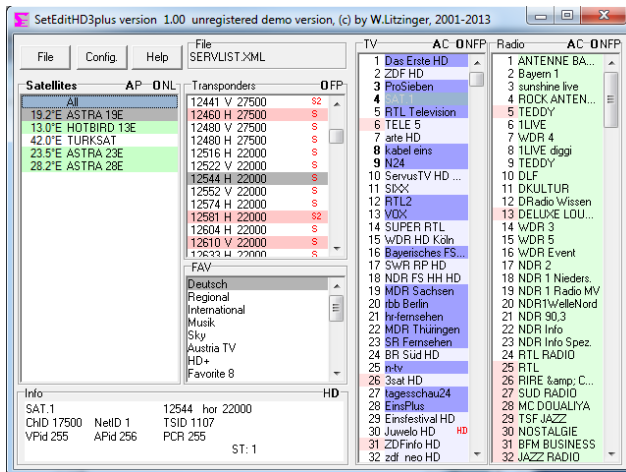 SetEditHD3plus version 1.00 unregistered demo version, (c) by W.Litzinger, 2001-2013
File Config. Help
File
SERVLIST.XML
Satellites AP-ONL
All
19.2°E ASTRA 19E
13.0°E HOTBIRD 13E
42.0°E TURKSAT
23.5°E ASTRA 23E
28.2°E ASTRA 28E
Transponders OFP
12441 V 27500 S2
12460 H 27500 S
12480 V 27500 S
12480 H 27500 S
12516 H 22000 S
12522 V 22000 S
12544 H 22000 S
12552 V 22000 S
12574 H 22000 S
12581 H 22000 S2
12604 H 22000 S
12610 V 22000 S
12633 H 22000 S
FAV
Deutsch
Regional
International
Musik
Sky
Austria TV
HD+
Favorite 8
TV AC-ONFP
1 Das Erste HD
2 ZDF HD
3 ProSieben
4 SAT.1
5 RTL Television
6 TELE 5
7 arte HD
8 kabel eins
9 N24
10 ServusTV HD ...
11 SIXX
12 RTL2
13 VOX
14 SUPER RTL
15 WDR HD Köln
16 Bayerisches FS...
17 SWR RP HD
18 NDR FS HH HD
19 MDR Sachsen
20 rbb Berlin
21 hr-fernsehen
22 MDR Thüringen
23 SR Fernsehen
24 BR Süd HD
25 n-tv
26 3sat HD
27 tagesschau24
28 EinsPlus
29 Einsfestival HD
30 Juwelo HD HD
31 ZDFinfo HD
32 zdf_neo HD
Radio AC-ONFP
1 ANTENNE BA...
2 Bayern 1
3 sunshine live
4 ROCK ANTEN...
5 TEDDY
6 1LIVE
7 WDR 4
8 1LIVE diggi
9 TEDDY
10 DLF
11 DKULTUR
12 DRadio Wissen
13 DELUXE LOU...
14 WDR 3
15 WDR 5
16 WDR Event
17 NDR 2
18 NDR 1 Nieders.
19 NDR 1 Radio MV
20 NDR1WelleNord
21 NDR 90,3
22 NDR Info
23 NDR Info Spez.
24 RTL RADIO
25 RTL
26 RIRE &amp; C...
27 SUD RADIO
28 MC DOUALIYA
29 TSF JAZZ
30 NOSTALGIE
31 BFM BUSINESS
32 JAZZ RADIO
Info HD
SAT.1 12544 hor 22000
ChID 17500 NetID 1 TSID 1107
VPid 255 APid 256 PCR 255
ST: 1